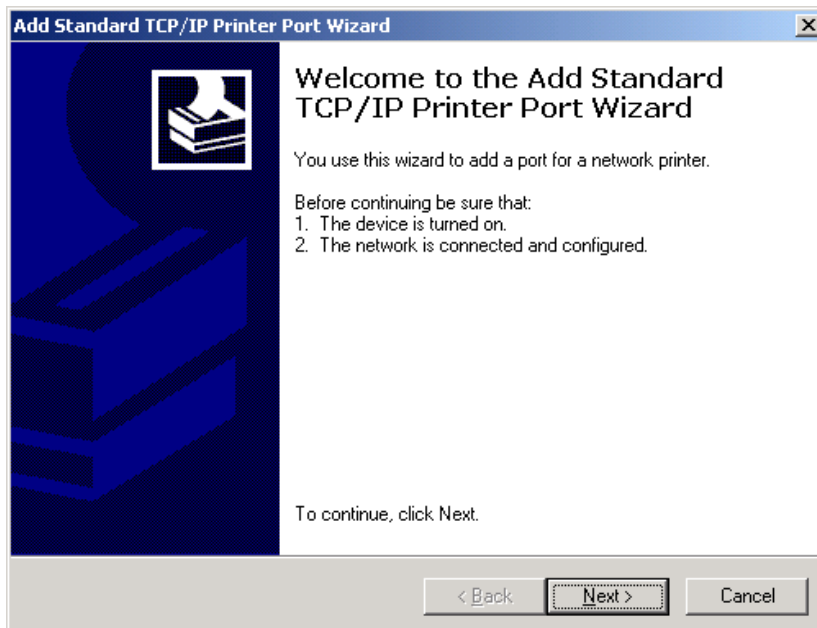 Add Standard TCP/IP Printer Port Wizard
Welcome to the Add Standard
TCP/IP Printer Port Wizard
You use this wizard to add a port for a network printer.
Before continuing be sure that:
1. The device is turned on.
2. The network is connected and configured.
To continue, click Next.
< Back
Next >
Cancel